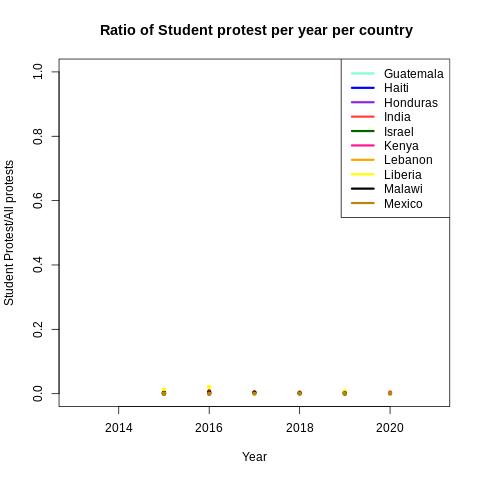 Ratio of Student protest per year per country
Guatemala
Haiti
Honduras
India
Israel
Kenya
Lebanon
Liberia
Malawi
Mexico
1.0
0.8
0.6
0.4
0.2
0.0
Student Protest/All protests
2014 2016 2018 2020
Year